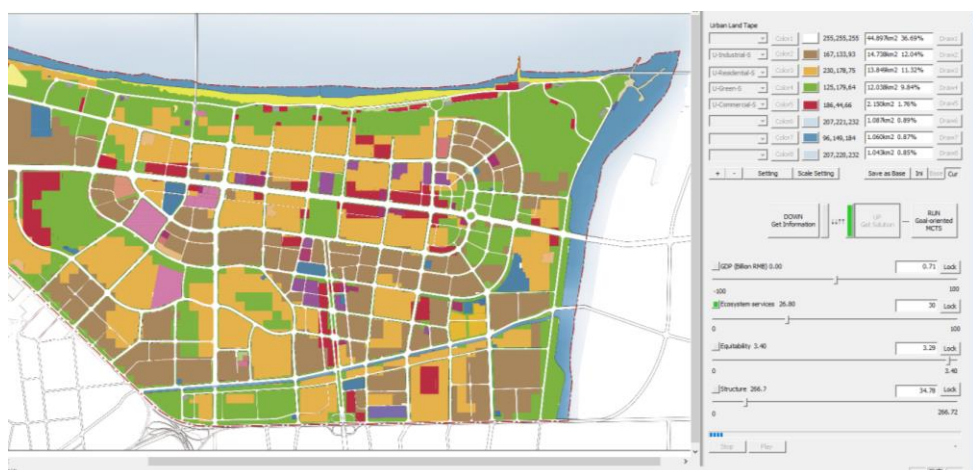 Urban Land Tape
Color1 255,255,255 44.897km2 36.69% Draw1
U-Industrial-S Color2 167,133,93 14.738km2 12.04% Draw2
U-Residential-S Color3 230,178,75 13.849km2 11.32% Draw3
U-Green-S Color4 125,179,64 12.038km2 9.84% Draw4
U-Commercial-S Color5 186,44,66 2.150km2 1.76% Draw5
Color6 207,221,232 1.087km2 0.89% Draw6
Color7 96,149,184 1.060km2 0.87% Draw7
Color8 207,220,232 1.043km2 0.85% Draw8
+ - Setting Scale Setting Save as Base Ini Base Cur
DOWN
Get Information
↓↓↑↑
UP
Get Solution
RUN
Goal-oriented
MCTS
GDP (Billion RMB) 0.00 0.71 Lock
-100 100
Ecosystem services 26.80 30 Lock
0 100
Equitability 3.40 3.29 Lock
0 3.48
Structure 266.7 34.78 Lock
0 266.72
Stop Play